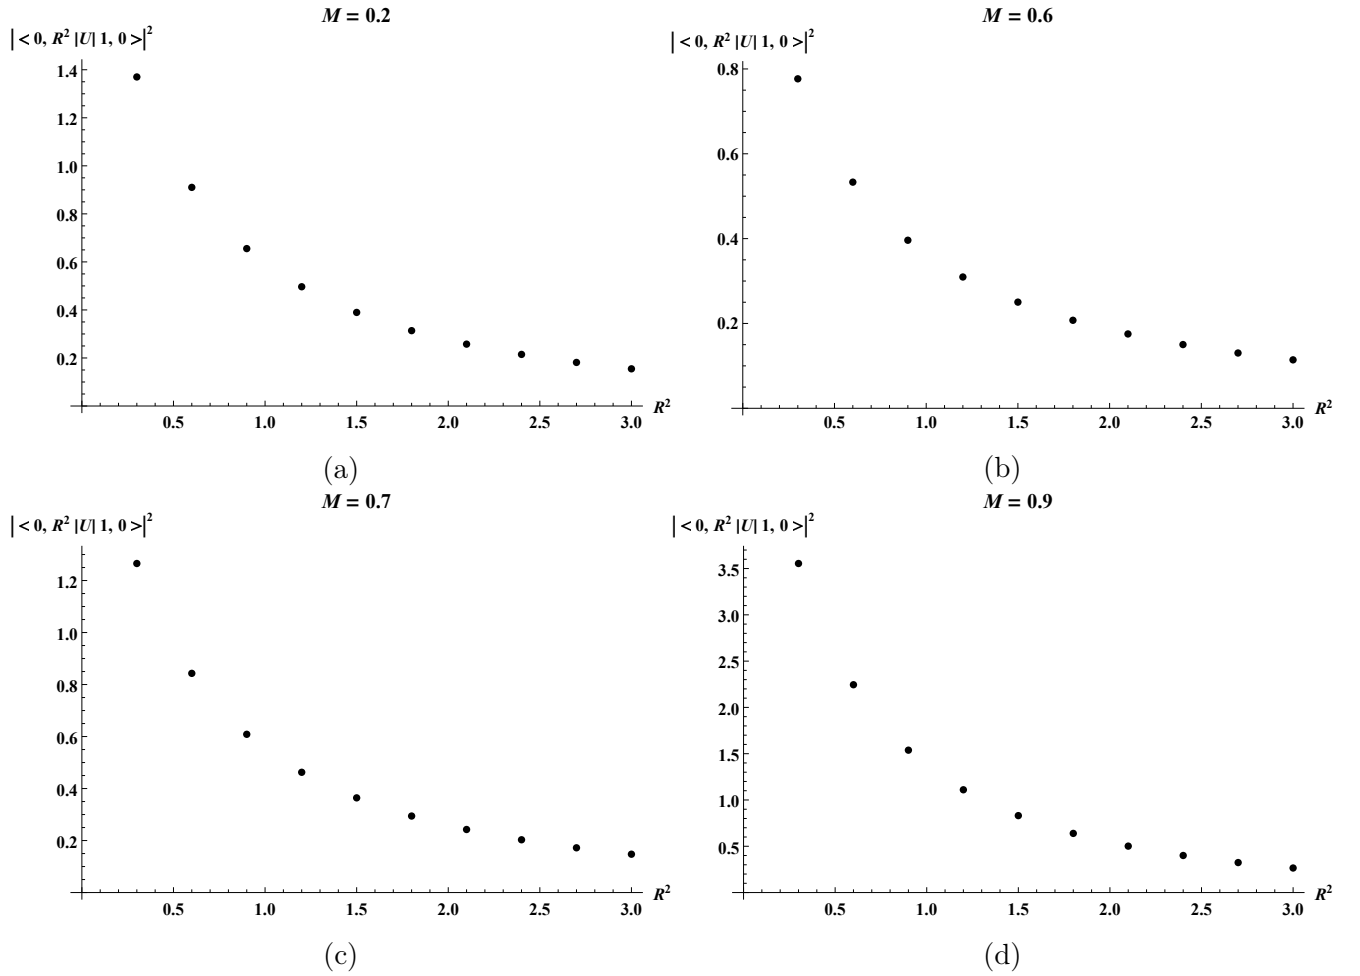 M = 0.2
|< 0, R² |U| 1, 0 >|²
1.4
1.2
1.0
0.8
0.6
0.4
0.2
0.5 1.0 1.5 2.0 2.5 3.0 R²
(a)
M = 0.6
|< 0, R² |U| 1, 0 >|²
0.8
0.6
0.4
0.2
0.5 1.0 1.5 2.0 2.5 3.0 R²
(b)
M = 0.7
|< 0, R² |U| 1, 0 >|²
1.2
1.0
0.8
0.6
0.4
0.2
0.5 1.0 1.5 2.0 2.5 3.0 R²
(c)
M = 0.9
|< 0, R² |U| 1, 0 >|²
3.5
3.0
2.5
2.0
1.5
1.0
0.5
0.5 1.0 1.5 2.0 2.5 3.0 R²
(d)